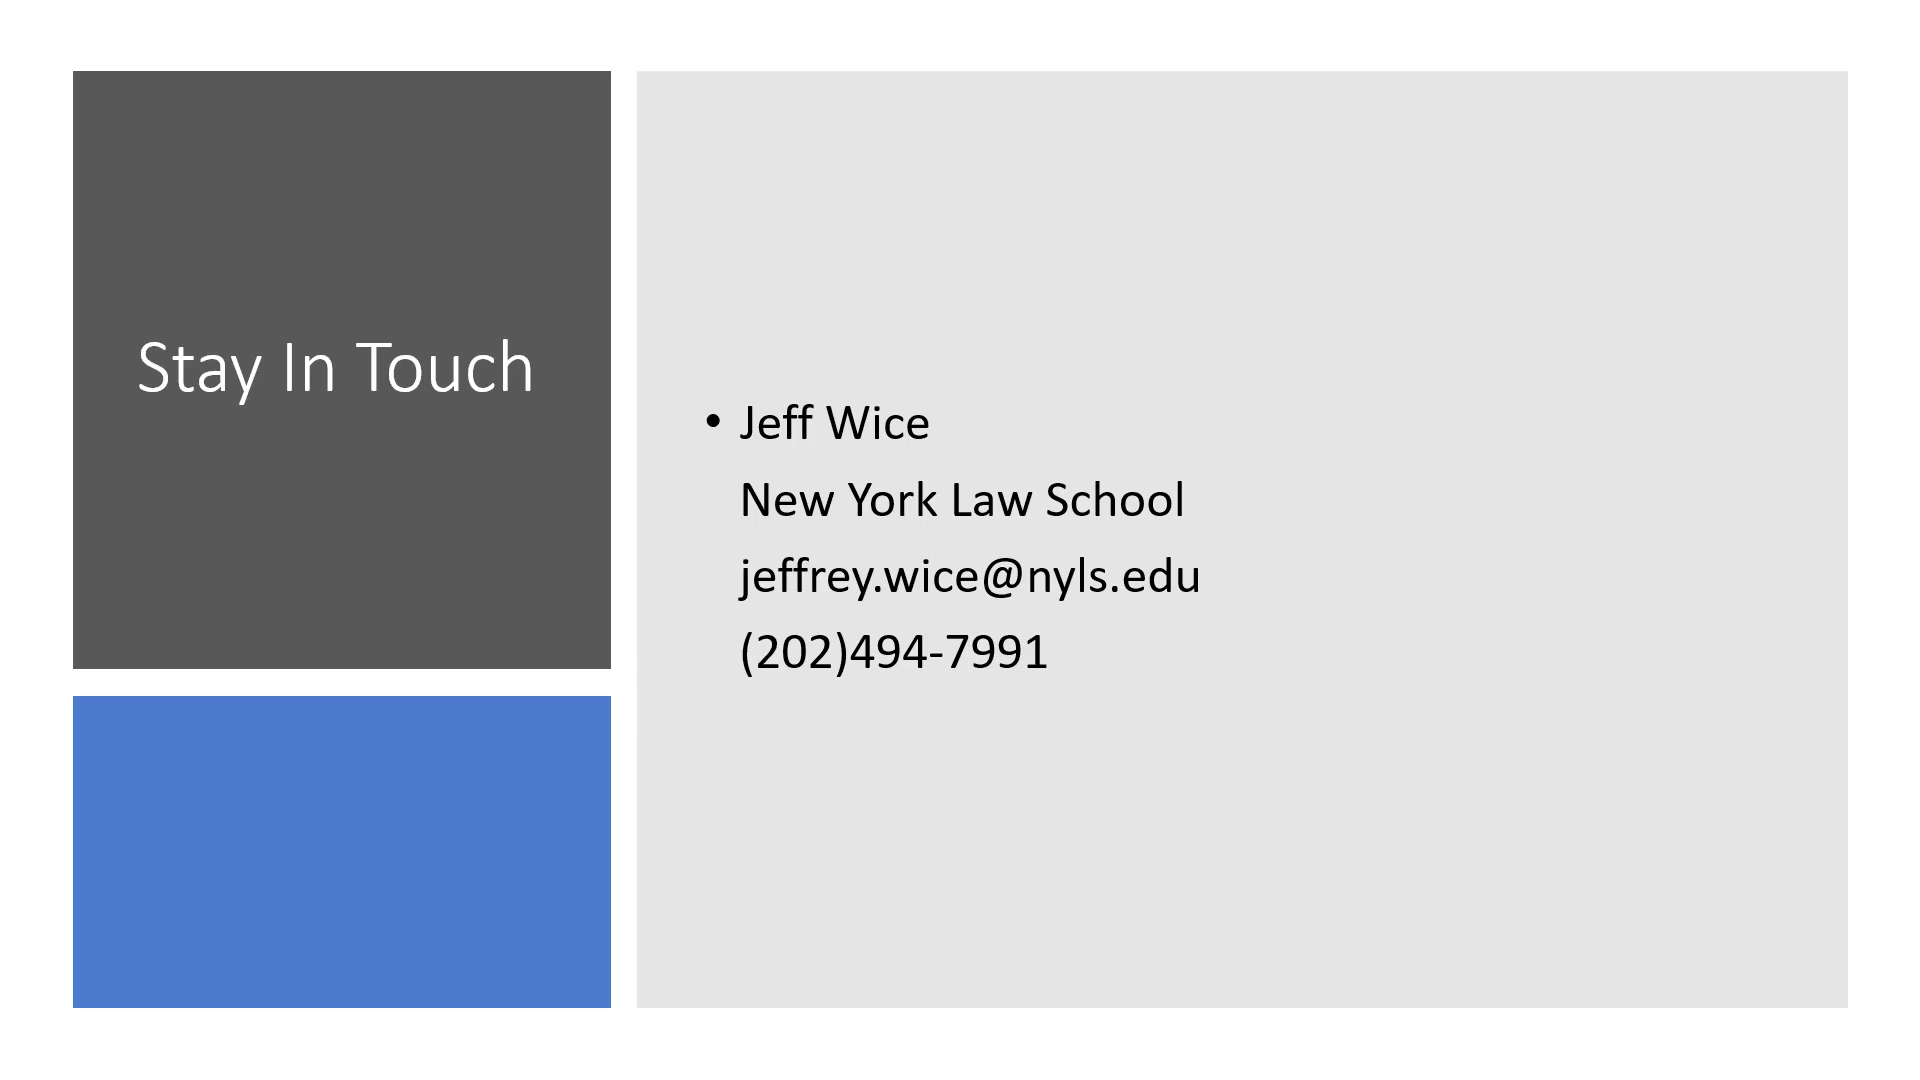 Stay In Touch
• Jeff Wice
New York Law School
jeffrey.wice@nyls.edu
(202)494-7991